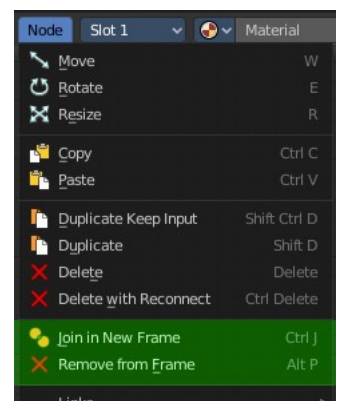 Node Slot 1 Material
Move W
Rotate E
Resize R
Copy Ctrl C
Paste Ctrl V
Duplicate Keep Input Shift Ctrl D
Duplicate Shift D
Delete Delete
Delete with Reconnect Ctrl Delete
Join in New Frame Ctrl J
Remove from Frame Alt P
Links